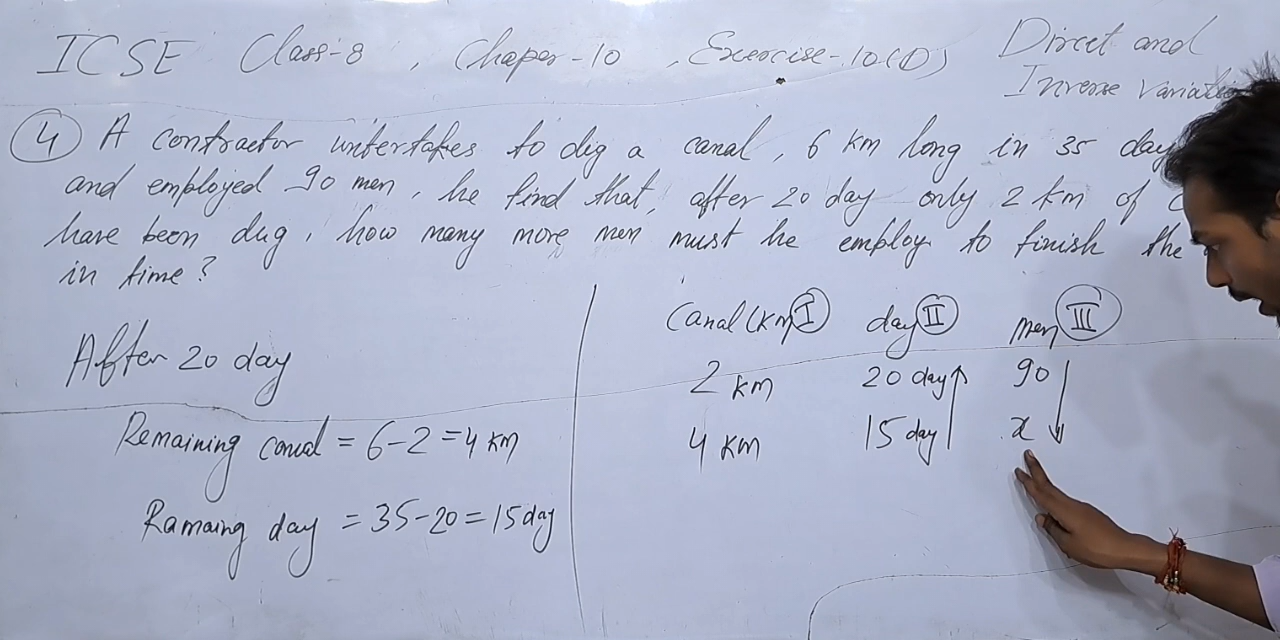 ICSE Class-8, Chaper-10, Exercise-10(D) Direct and
Inverse variation
④ A contractor untertakes to dig a canal, 6 km long in 35 day
and employed 90 men, he find that, after 20 day only 2 km of
have been dug, how many more men must he employ to finish the
in time?
After 20 day
Remaining canal = 6-2 = 4 km
Ramaing day = 35-20 = 15 day
Canal (km) Ⅰ day Ⅱ men Ⅲ
2 km 20 day 90
4 km 15 day x